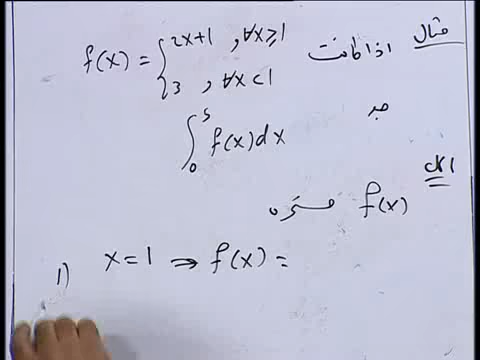 مثال اذا كانت f(x) = { 2x+1 , ∀x≥1
3 , ∀x<1
جد
∫₀⁵ f(x)dx
الحل
f(x) مستمرة
1) x=1 ⇒ f(x)=